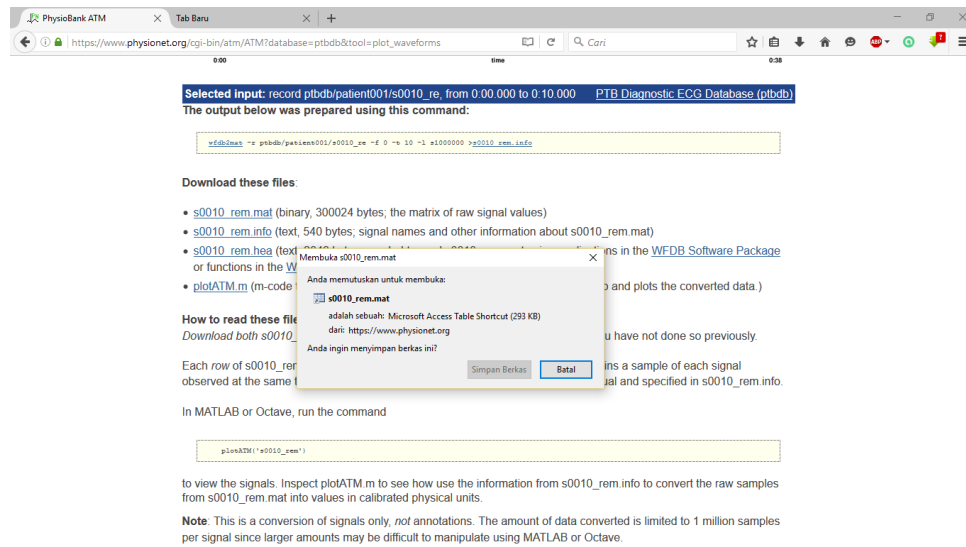 PhysioBank ATM
Tab Baru
https://www.physionet.org/cgi-bin/atm/ATM?database=ptbdb&tool=plot_waveforms
Cari
ABP
7
0:00 time 0:38
Selected input: record ptbdb/patient001/s0010_re, from 0:00.000 to 0:10.000 PTB Diagnostic ECG Database (ptbdb)
The output below was prepared using this command:
wfdb2mat -r ptbdb/patient001/s0010_re -f 0 -t 10 -l s1000000 >s0010_rem.info
Download these files:
• s0010_rem.mat (binary, 300024 bytes; the matrix of raw signal values)
• s0010_rem.info (text, 540 bytes; signal names and other information about s0010_rem.mat)
• s0010_rem.hea (text
ons in the WFDB Software Package
or functions in the W
• plotATM.m (m-code
o and plots the converted data.)
Membuka s0010_rem.mat
Anda memutuskan untuk membuka:
s0010_rem.mat
adalah sebuah: Microsoft Access Table Shortcut (293 KB)
dari: https://www.physionet.org
Anda ingin menyimpan berkas ini?
Simpan Berkas Batal
How to read these file
Download both s0010_
u have not done so previously.
Each row of s0010_rem
ins a sample of each signal
observed at the same t
ual and specified in s0010_rem.info.
In MATLAB or Octave, run the command
plotATM('s0010_rem')
to view the signals. Inspect plotATM.m to see how use the information from s0010_rem.info to convert the raw samples
from s0010_rem.mat into values in calibrated physical units.
Note: This is a conversion of signals only, not annotations. The amount of data converted is limited to 1 million samples
per signal since larger amounts may be difficult to manipulate using MATLAB or Octave.